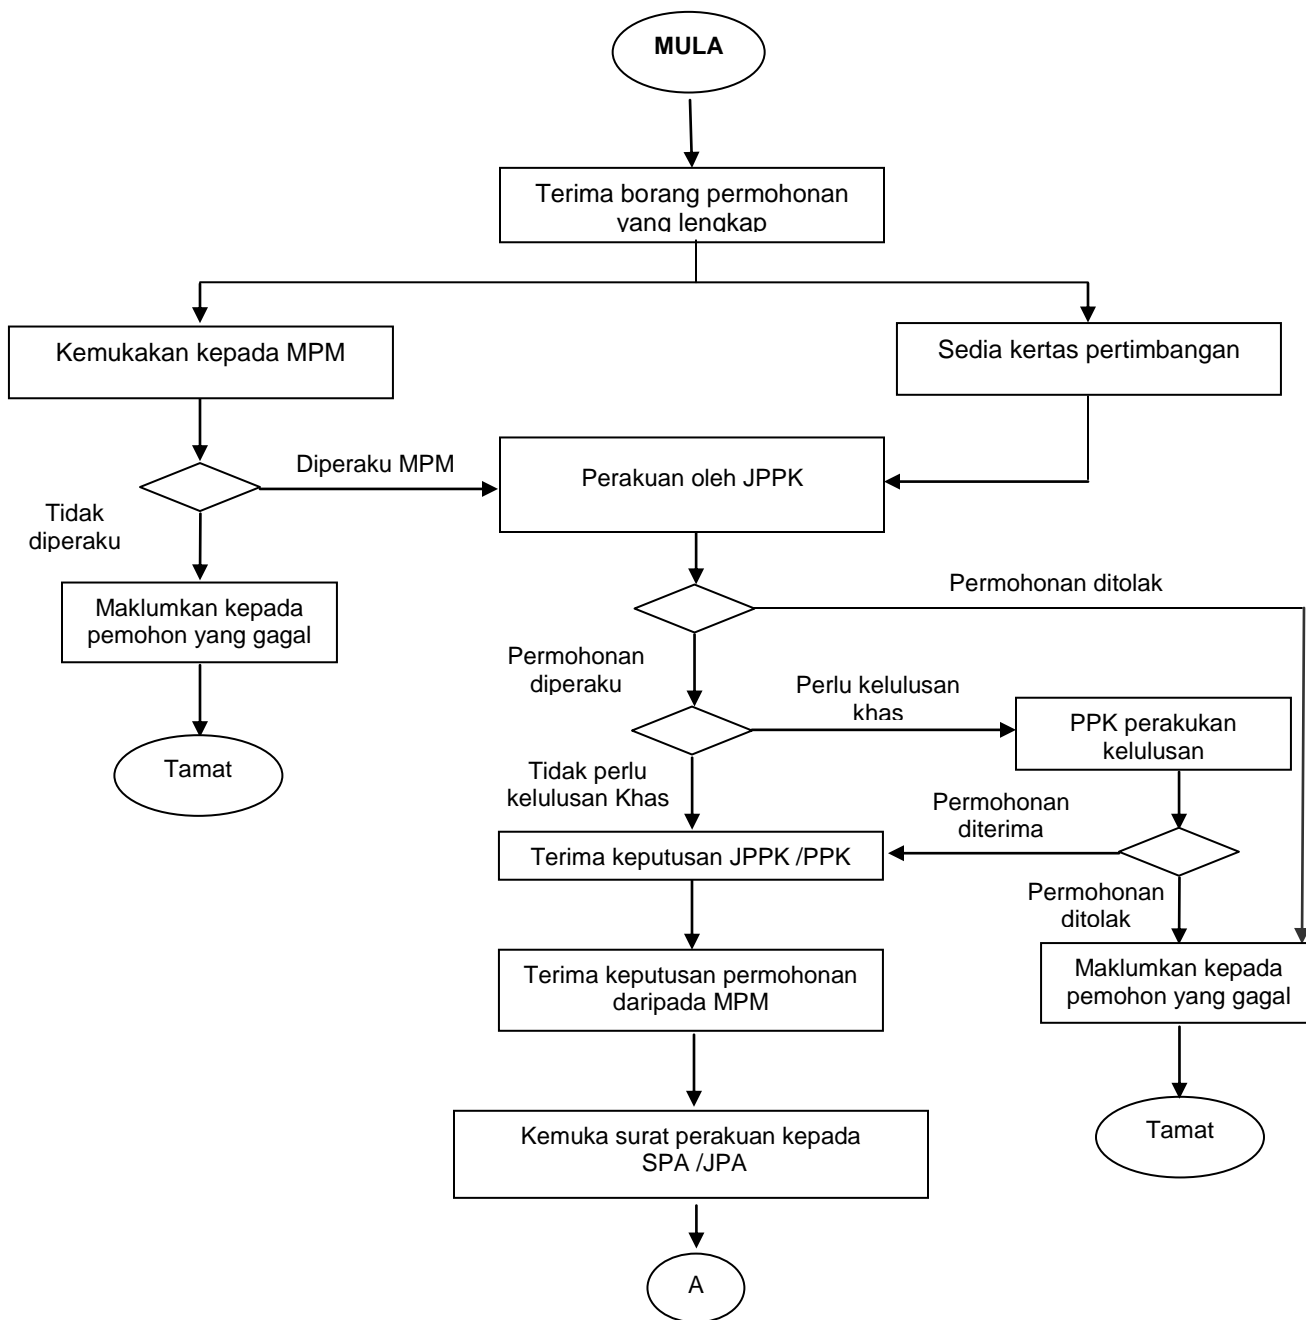 MULA
Terima borang permohonan
yang lengkap
Kemukakan kepada MPM
Sedia kertas pertimbangan
Diperaku MPM
Perakuan oleh JPPK
Tidak
diperaku
Maklumkan kepada
pemohon yang gagal
Permohonan ditolak
Permohonan
diperaku
Perlu kelulusan
khas
PPK perakukan
kelulusan
Tamat
Tidak perlu
kelulusan Khas
Permohonan
diterima
Terima keputusan JPPK /PPK
Permohonan
ditolak
Terima keputusan permohonan
daripada MPM
Maklumkan kepada
pemohon yang gagal
Kemuka surat perakuan kepada
SPA /JPA
Tamat
A